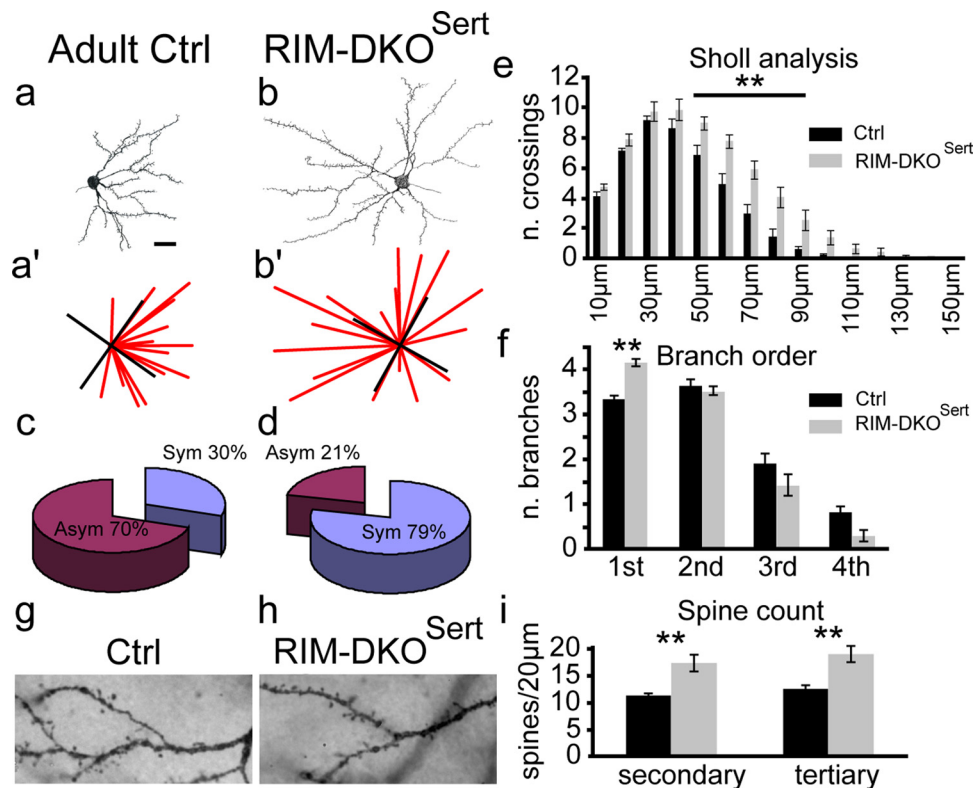 Adult Ctrl
RIM-DKO Sert
a
b
a'
b'
c
d
Sym 30%
Asym 70%
Asym 21%
Sym 79%
e
Sholl analysis
**
n. crossings
12
10
8
6
4
2
0
Ctrl
RIM-DKO Sert
10µm
30µm
50µm
70µm
90µm
110µm
130µm
150µm
f
Branch order
**
n. branches
4
3
2
1
0
Ctrl
RIM-DKO Sert
1st
2nd
3rd
4th
g
Ctrl
h
RIM-DKO Sert
i
Spine count
**
**
spines/20µm
20
15
10
5
0
secondary
tertiary